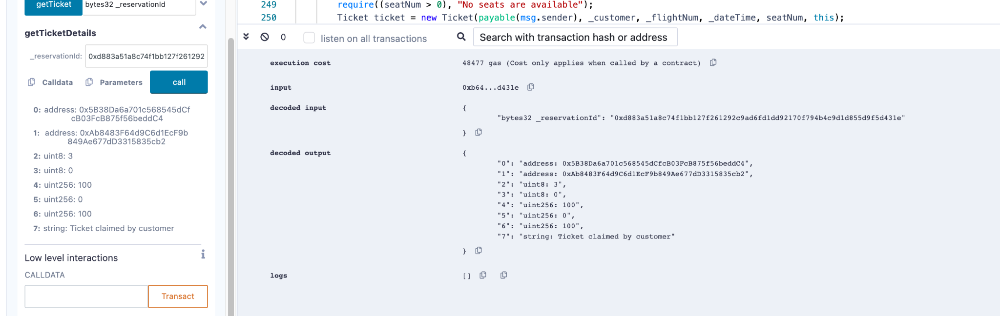 getTicket
bytes32 _reservationId
getTicketDetails
_reservationId:
0xd883a51a8c74f1bb127f261292
Calldata
Parameters
call
0: address: 0x5B38Da6a701c568545dCf
cB03FcB875f56beddC4
1: address: 0xAb8483F64d9C6d1EcF9b
849Ae677dD3315835cb2
2: uint8: 3
3: uint8: 0
4: uint256: 100
5: uint256: 0
6: uint256: 100
7: string: Ticket claimed by customer
Low level interactions
i
CALLDATA
Transact
249 require((seatNum > 0), "No seats are available");
250 Ticket ticket = new Ticket(payable(msg.sender), _customer, _flightNum, _dateTime, seatNum, this);
0
listen on all transactions
Search with transaction hash or address
execution cost 48477 gas (Cost only applies when called by a contract)
input 0xb64...d431e
decoded input {
"bytes32 _reservationId": "0xd883a51a8c74f1bb127f261292c9ad6fd1dd92170f794b4c9d1d855d9f5d431e"
}
decoded output {
"0": "address: 0x5B38Da6a701c568545dCfcB03FcB875f56beddC4",
"1": "address: 0xAb8483F64d9C6d1EcF9b849Ae677dD3315835cb2",
"2": "uint8: 3",
"3": "uint8: 0",
"4": "uint256: 100",
"5": "uint256: 0",
"6": "uint256: 100",
"7": "string: Ticket claimed by customer"
}
logs []